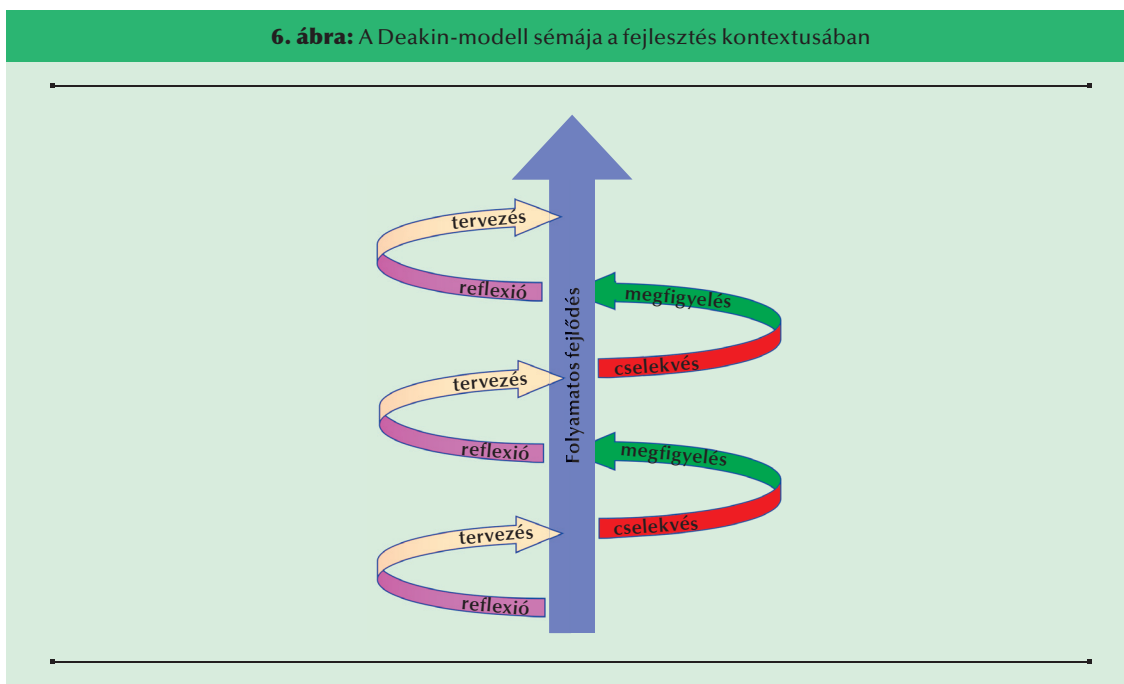 6. ábra: A Deakin-modell sémája a fejlesztés kontextusában
tervezés
reflexió
megfigyelés
Folyamatos fejlődés
cselekvés
tervezés
reflexió
megfigyelés
cselekvés
tervezés
reflexió